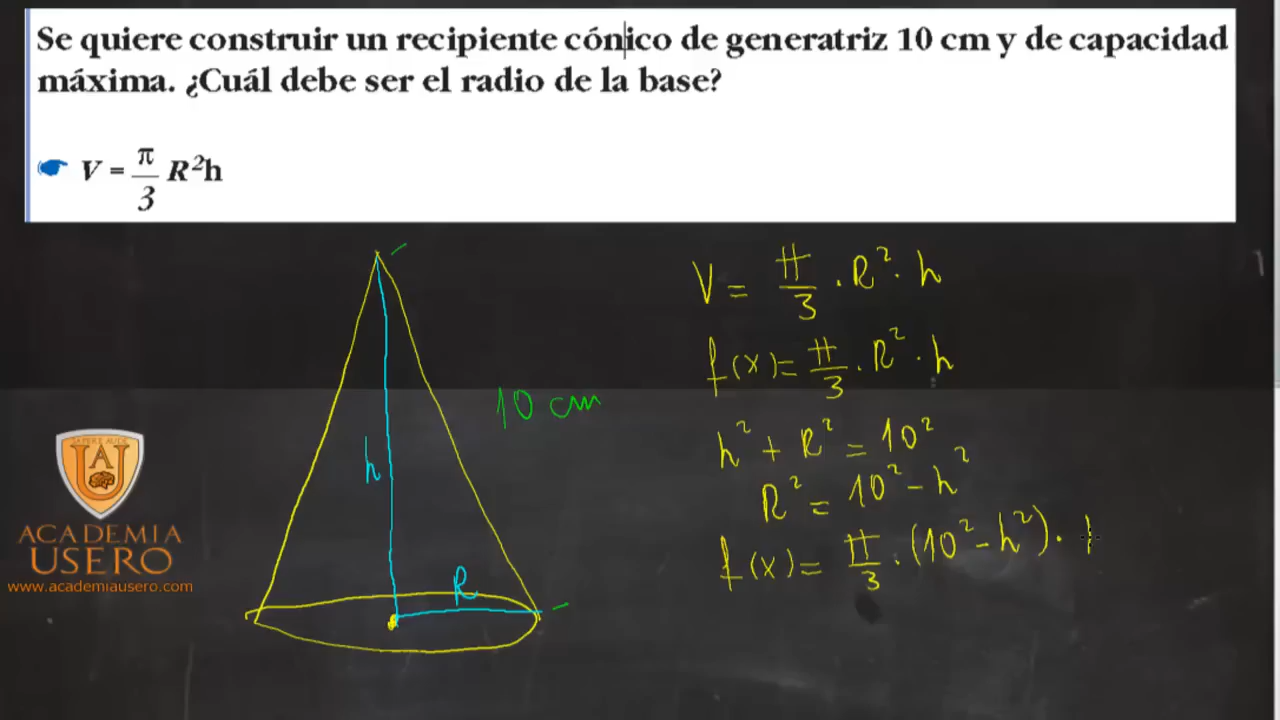 Se quiere construir un recipiente cónico de generatriz 10 cm y de capacidad
máxima. ¿Cuál debe ser el radio de la base?
V = π/3 R²h
10 cm
h
R
V = π/3 · R² · h
f(x) = π/3 · R² · h
h² + R² = 10²
R² = 10² - h²
f(x) = π/3 · (10² - h²) ·
ACADEMIA
USERO
www.academiausero.com